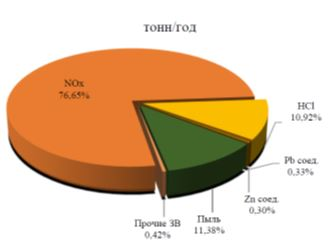 тонн/год
NOx
76,65%
HCl
10,92%
Pb соед.
0,33%
Zn соед.
0,30%
Пыль
11,38%
Прочие ЗВ
0,42%